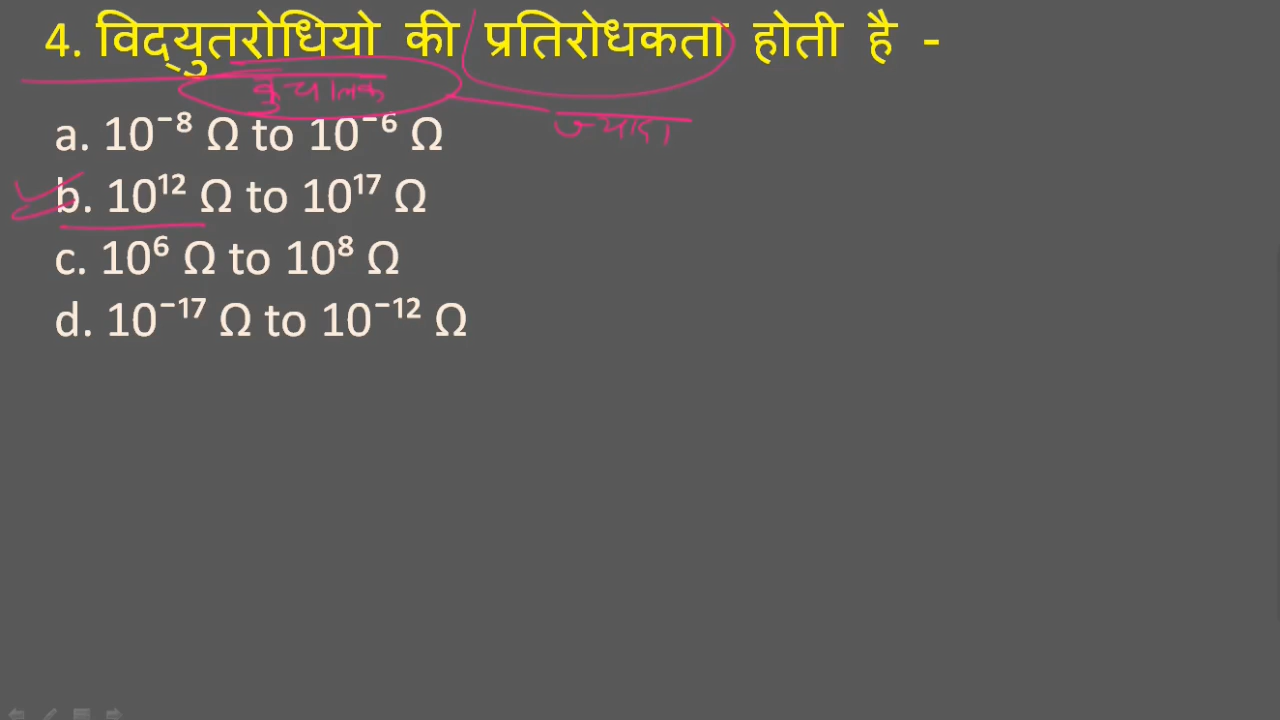 4. विद्युतरोधियो की प्रतिरोधकता होती है -
कुचालक
ज्यादा
a. 10⁻⁸ Ω to 10⁻⁶ Ω
b. 10¹² Ω to 10¹⁷ Ω
c. 10⁶ Ω to 10⁸ Ω
d. 10⁻¹⁷ Ω to 10⁻¹² Ω